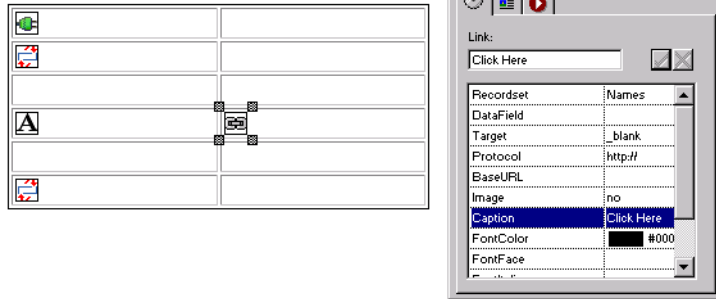 A
Link:
Click Here
Recordset Names
DataField
Target _blank
Protocol http://
BaseURL
Image no
Caption Click Here
FontColor #000
FontFace